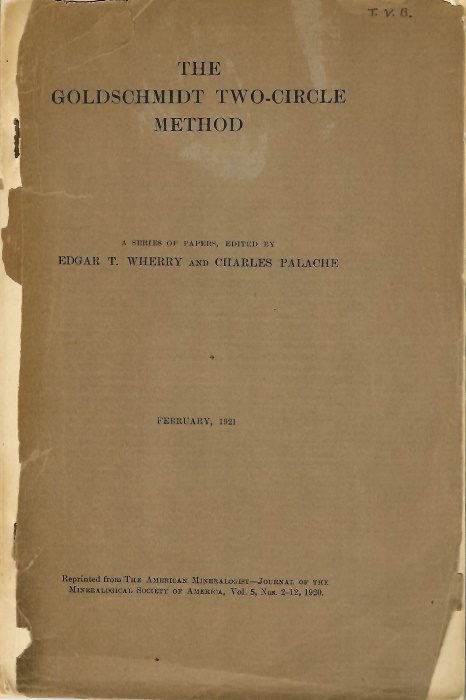 T. V. B.
THE
GOLDSCHMIDT TWO-CIRCLE
METHOD
A SERIES OF PAPERS, EDITED BY
EDGAR T. WHERRY AND CHARLES PALACHE
FEBRUARY, 1921
Reprinted from THE AMERICAN MINERALOGIST—JOURNAL OF THE
MINERALOGICAL SOCIETY OF AMERICA, Vol. 5, Nos. 2-12, 1920.